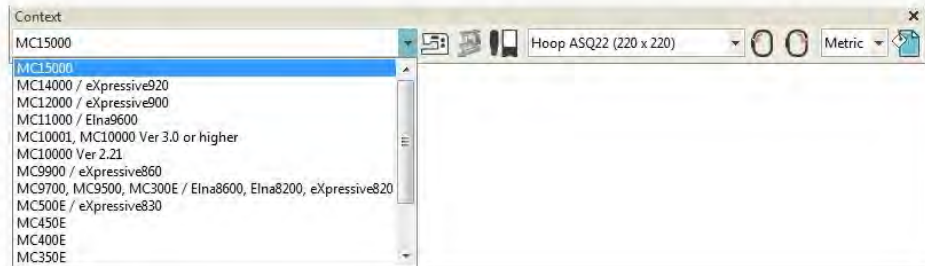 Context
MC15000 Hoop ASQ22 (220 x 220) Metric
MC15000
MC14000 / eXpressive920
MC12000 / eXpressive900
MC11000 / Elna9600
MC10001, MC10000 Ver 3.0 or higher
MC10000 Ver 2.21
MC9900 / eXpressive860
MC9700, MC9500, MC300E / Elna8600, Elna8200, eXpressive820
MC500E / eXpressive830
MC450E
MC400E
MC350E